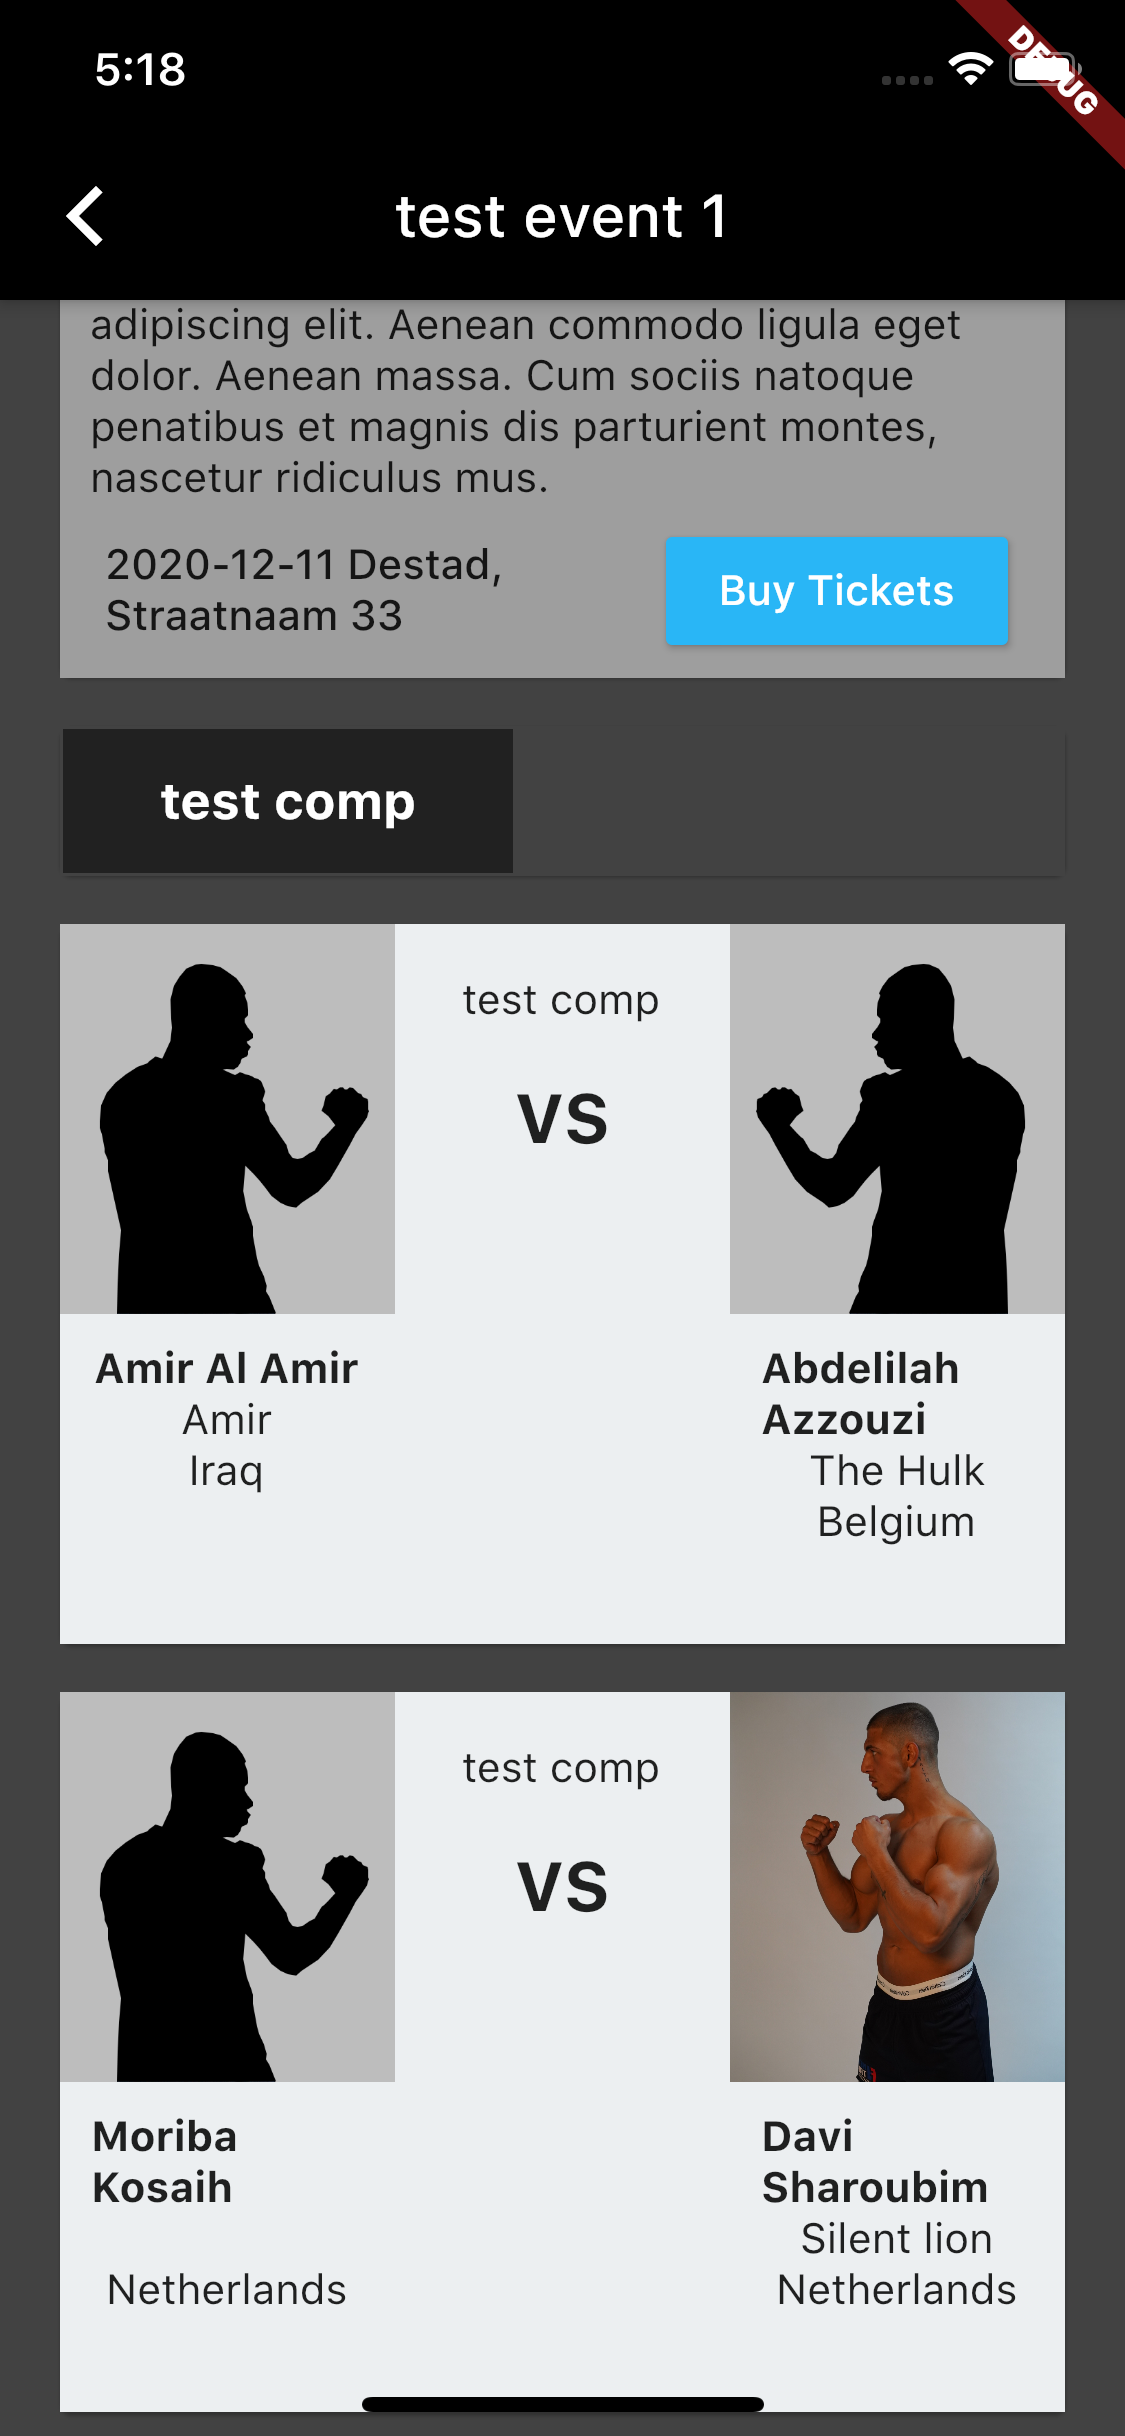 5:18
DEBUG
test event 1
adipiscing elit. Aenean commodo ligula eget
dolor. Aenean massa. Cum sociis natoque
penatibus et magnis dis parturient montes,
nascetur ridiculus mus.
2020-12-11 Destad,
Straatnaam 33
Buy Tickets
test comp
test comp
VS
Amir Al Amir
Amir
Iraq
Abdelilah
Azzouzi
The Hulk
Belgium
test comp
VS
Moriba
Kosaih
Netherlands
Davi
Sharoubim
Silent lion
Netherlands